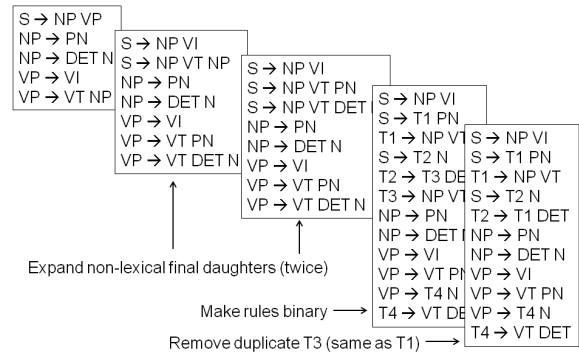 S → NP VP
NP → PN
NP → DET N
VP → VI
VP → VT NP
S → NP VI
S → NP VT NP
NP → PN
NP → DET N
VP → VI
VP → VT PN
VP → VT DET N
S → NP VI
S → NP VT PN
S → NP VT DET
NP → PN
NP → DET N
VP → VI
VP → VT PN
VP → VT DET N
S → NP VI
S → T1 PN
T1 → NP VT
S → T2 N
T2 → T3 DE
T3 → NP VT
NP → PN
NP → DET
VP → VI
VP → VT PN
VP → T4 N
T4 → VT DE
S → NP VI
S → T1 PN
T1 → NP VT
S → T2 N
T2 → T1 DET
NP → PN
NP → DET N
VP → VI
VP → VT PN
VP → T4 N
T4 → VT DET
Expand non-lexical final daughters (twice)
Make rules binary
Remove duplicate T3 (same as T1)